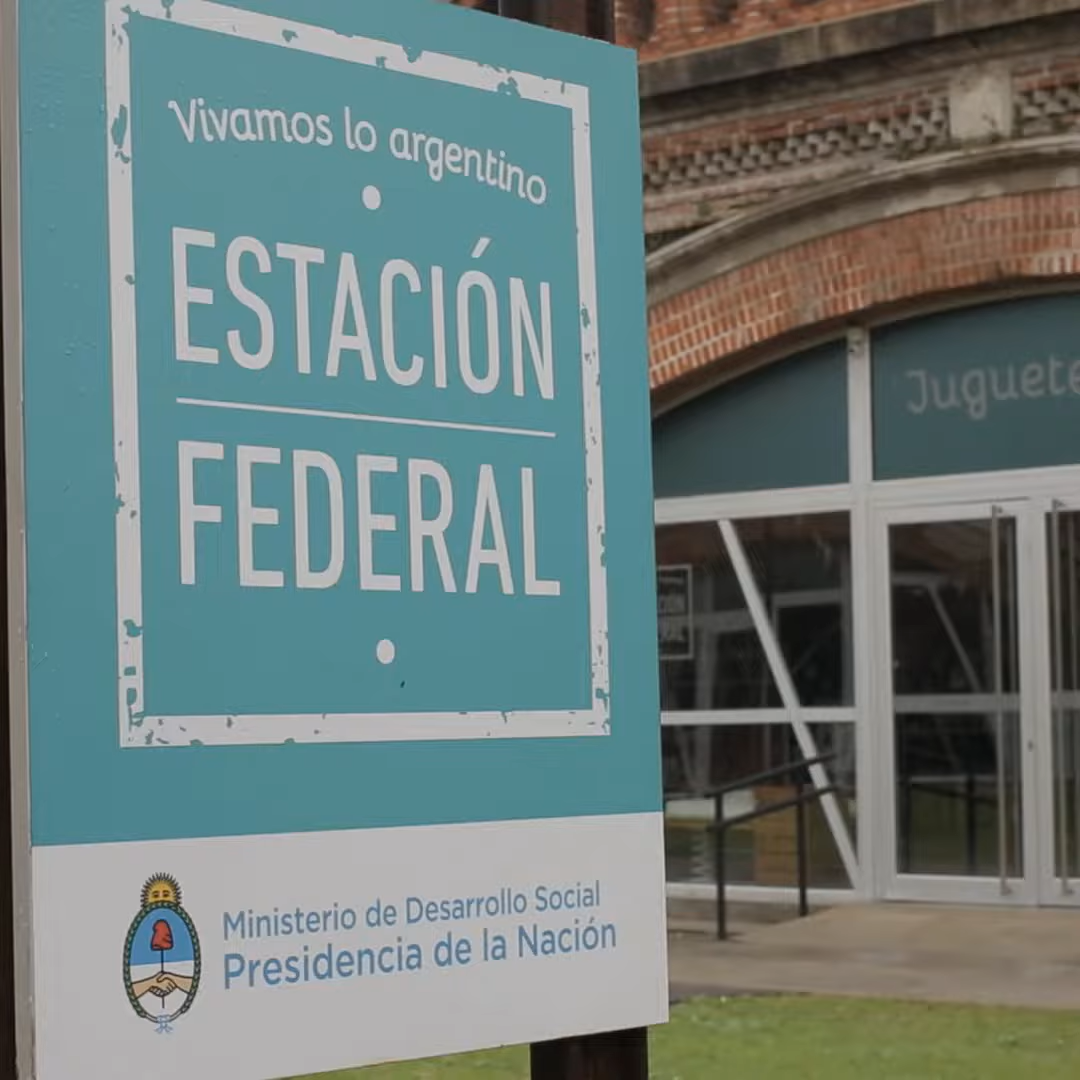 Vivamos lo argentino
ESTACIÓN
FEDERAL
Ministerio de Desarrollo Social
Presidencia de la Nación
Juguete